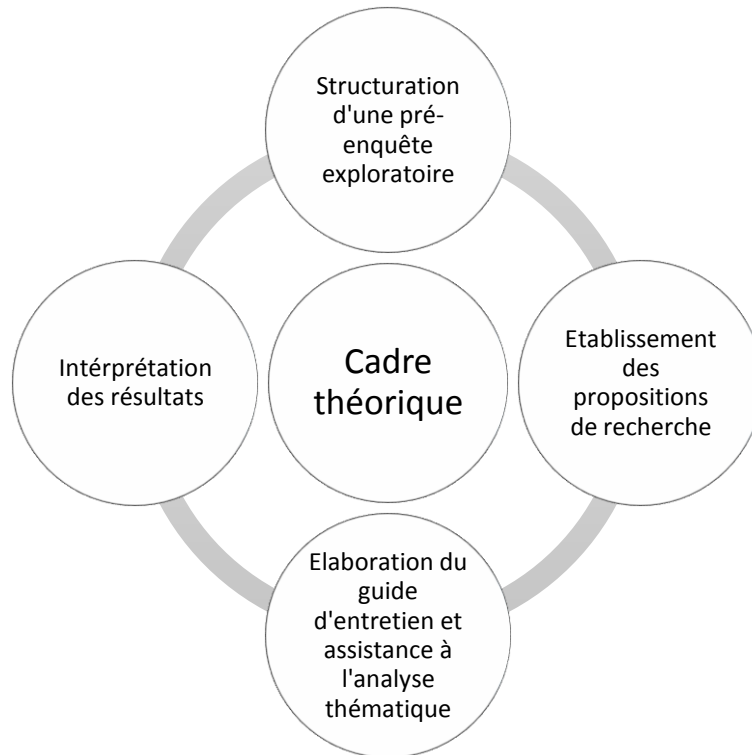 Structuration
d'une pré-
enquête
exploratoire
Etablissement
des
propositions
de recherche
Elaboration du
guide
d'entretien et
assistance à
l'analyse
thématique
Intérprétation
des résultats
Cadre
théorique